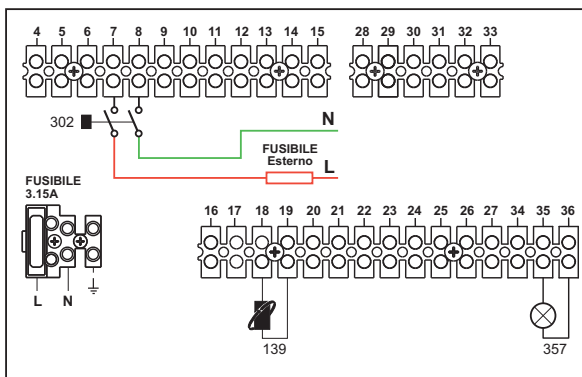 4 5 6 7 8 9 10 11 12 13 14 15
28 29 30 31 32 33
302
N
FUSIBILE
Esterno
L
FUSIBILE
3.15A
L N
16 17 18 19 20 21 22 23 24 25 26 27 34 35 36
139
357